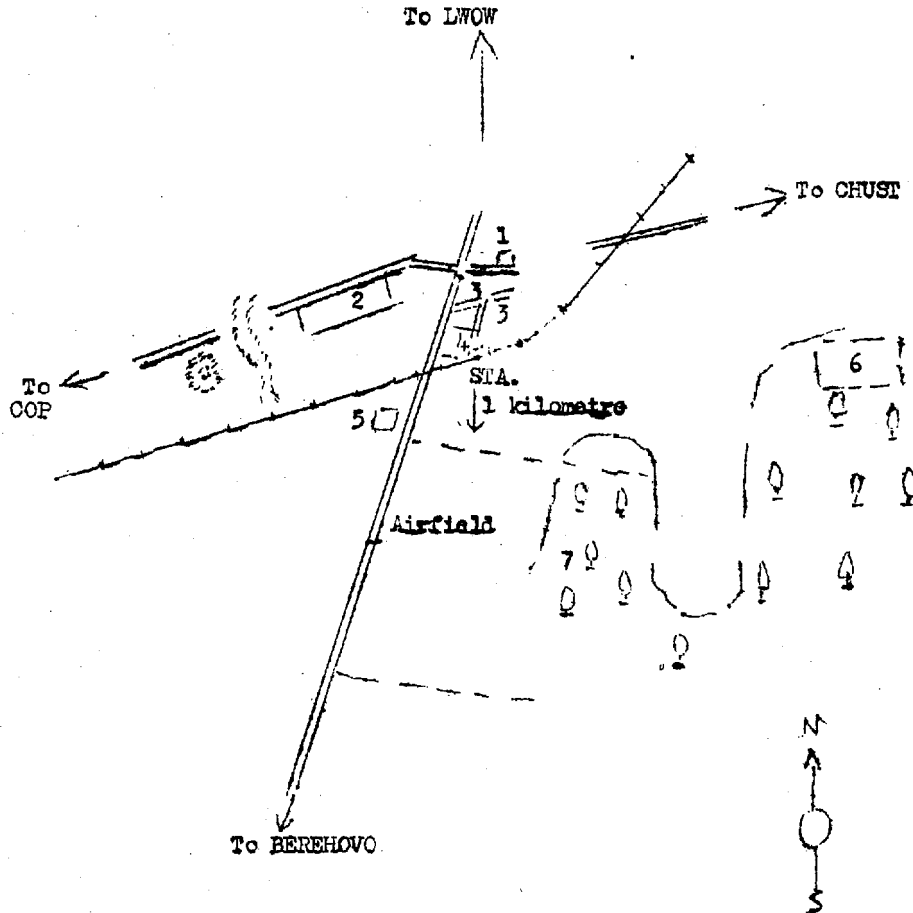 To LWOW
To CHUST
1
2
3
3
4
To
COP
STA.
6
5
1 kilometre
Airfield
7
N
To BEREHOVO
S